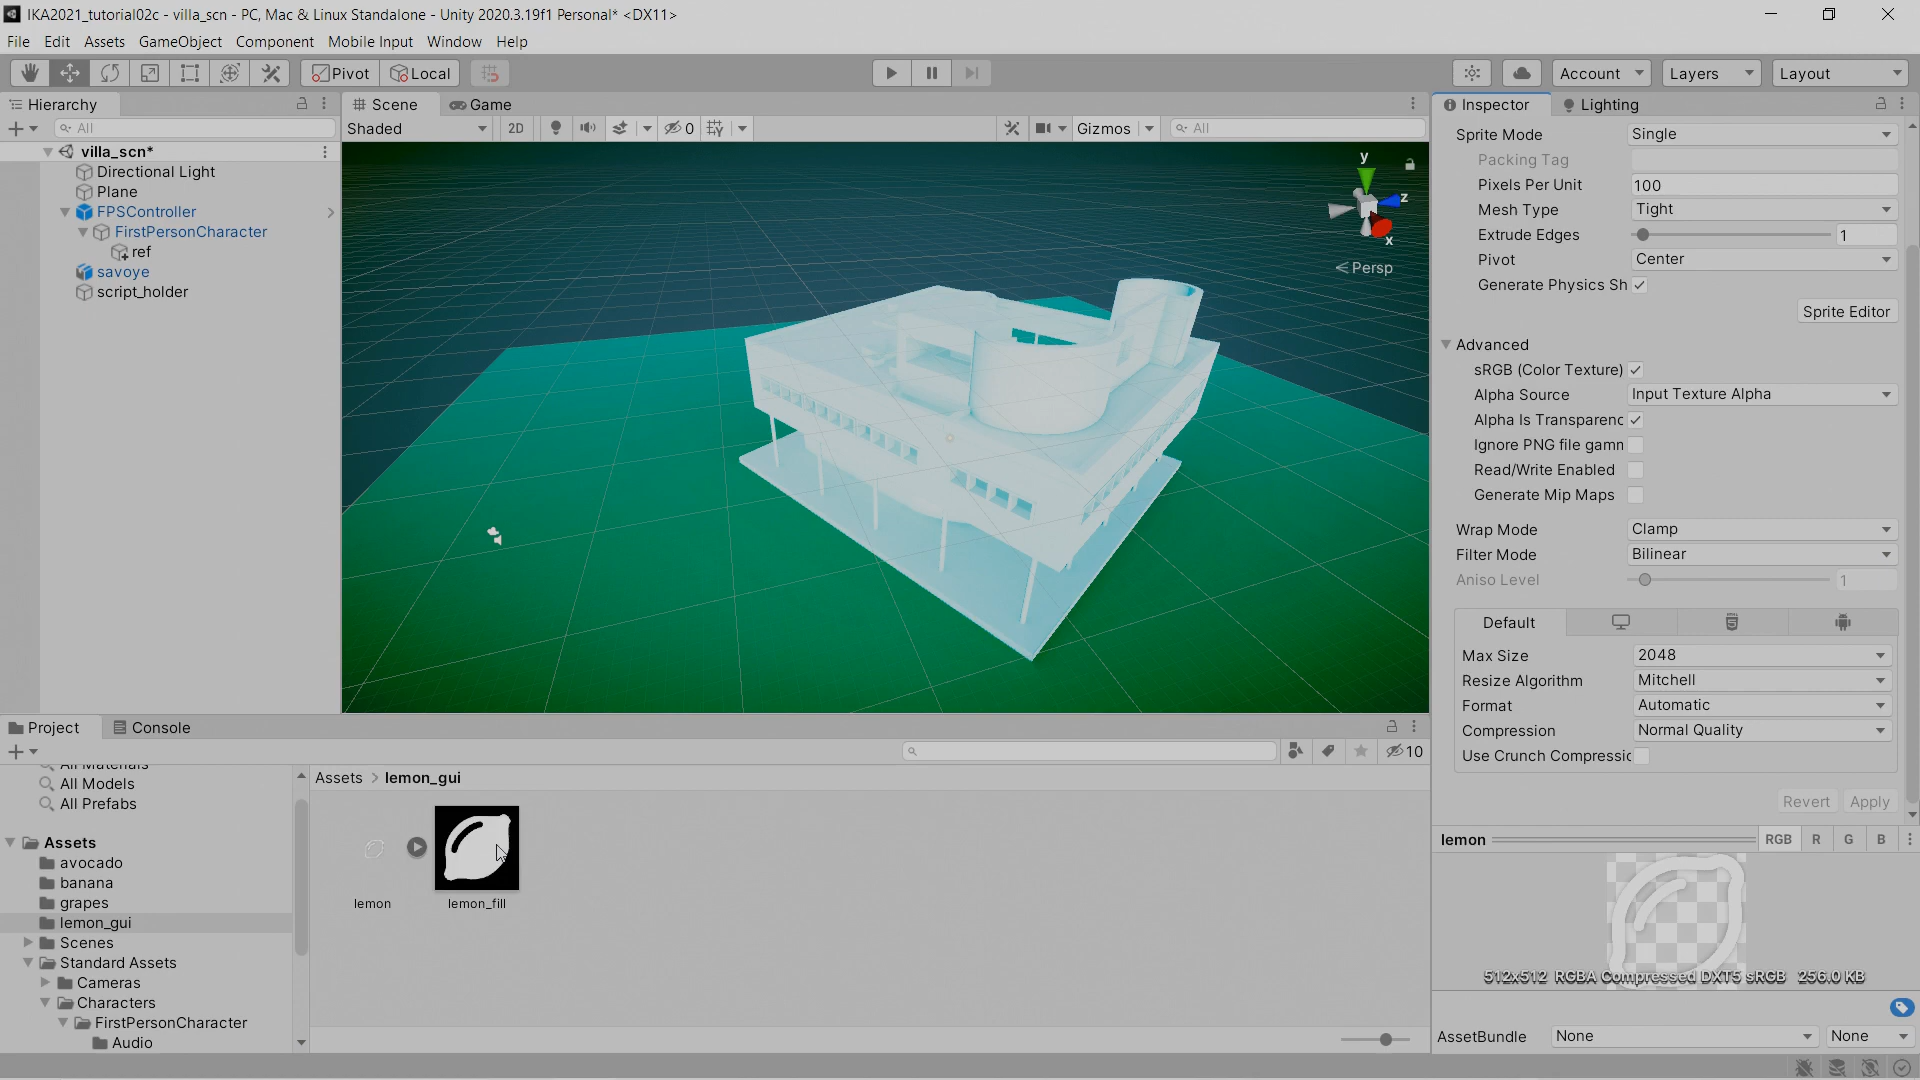 IKA2021_tutorial02c - villa_scn - PC, Mac & Linux Standalone - Unity 2020.3.19f1 Personal* <DX11>
File Edit Assets GameObject Component Mobile Input Window Help
Pivot Local Account Layers Layout
Hierarchy
All
villa_scn*
Directional Light
Plane
FPSController
FirstPersonCharacter
ref
savoye
script_holder
Scene Game
Shaded 2D 0 Gizmos All
y
z
x
Persp
Inspector Lighting
Sprite Mode Single
Packing Tag
Pixels Per Unit 100
Mesh Type Tight
Extrude Edges 1
Pivot Center
Generate Physics Sh
Sprite Editor
Advanced
sRGB (Color Texture)
Alpha Source Input Texture Alpha
Alpha Is Transparenc
Ignore PNG file gamm
Read/Write Enabled
Generate Mip Maps
Wrap Mode Clamp
Filter Mode Bilinear
Aniso Level 1
Default
Max Size 2048
Resize Algorithm Mitchell
Format Automatic
Compression Normal Quality
Use Crunch Compressic
Revert Apply
lemon RGB R G B
512x512 RGBA Compressed DXT5 sRGB 256.0 KB
AssetBundle None None
Project Console
10
All Materials
All Models
All Prefabs
Assets
avocado
banana
grapes
lemon_gui
Scenes
Standard Assets
Cameras
Characters
FirstPersonCharacter
Audio
Assets > lemon_gui
lemon lemon_fill